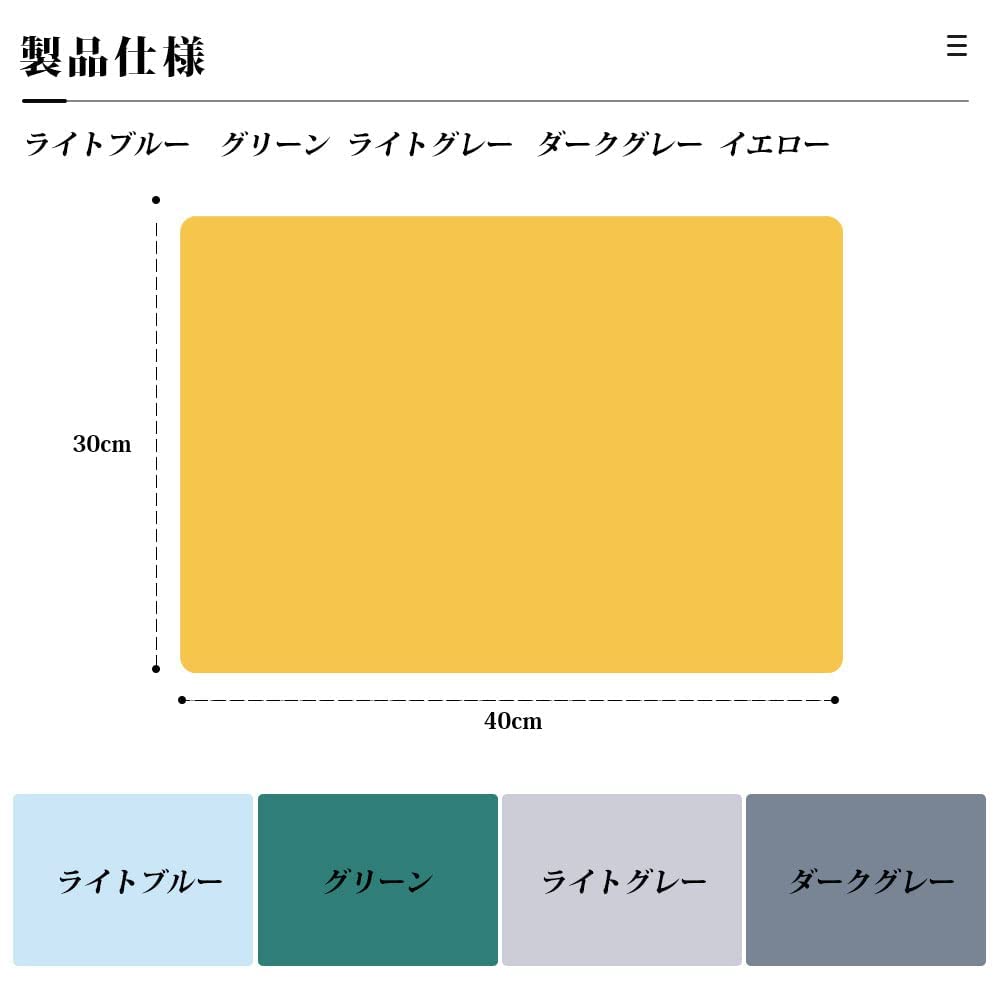 製品仕様
ライトブルー グリーン ライトグレー ダークグレー イエロー
30cm
40cm
ライトブルー グリーン ライトグレー ダークグレー